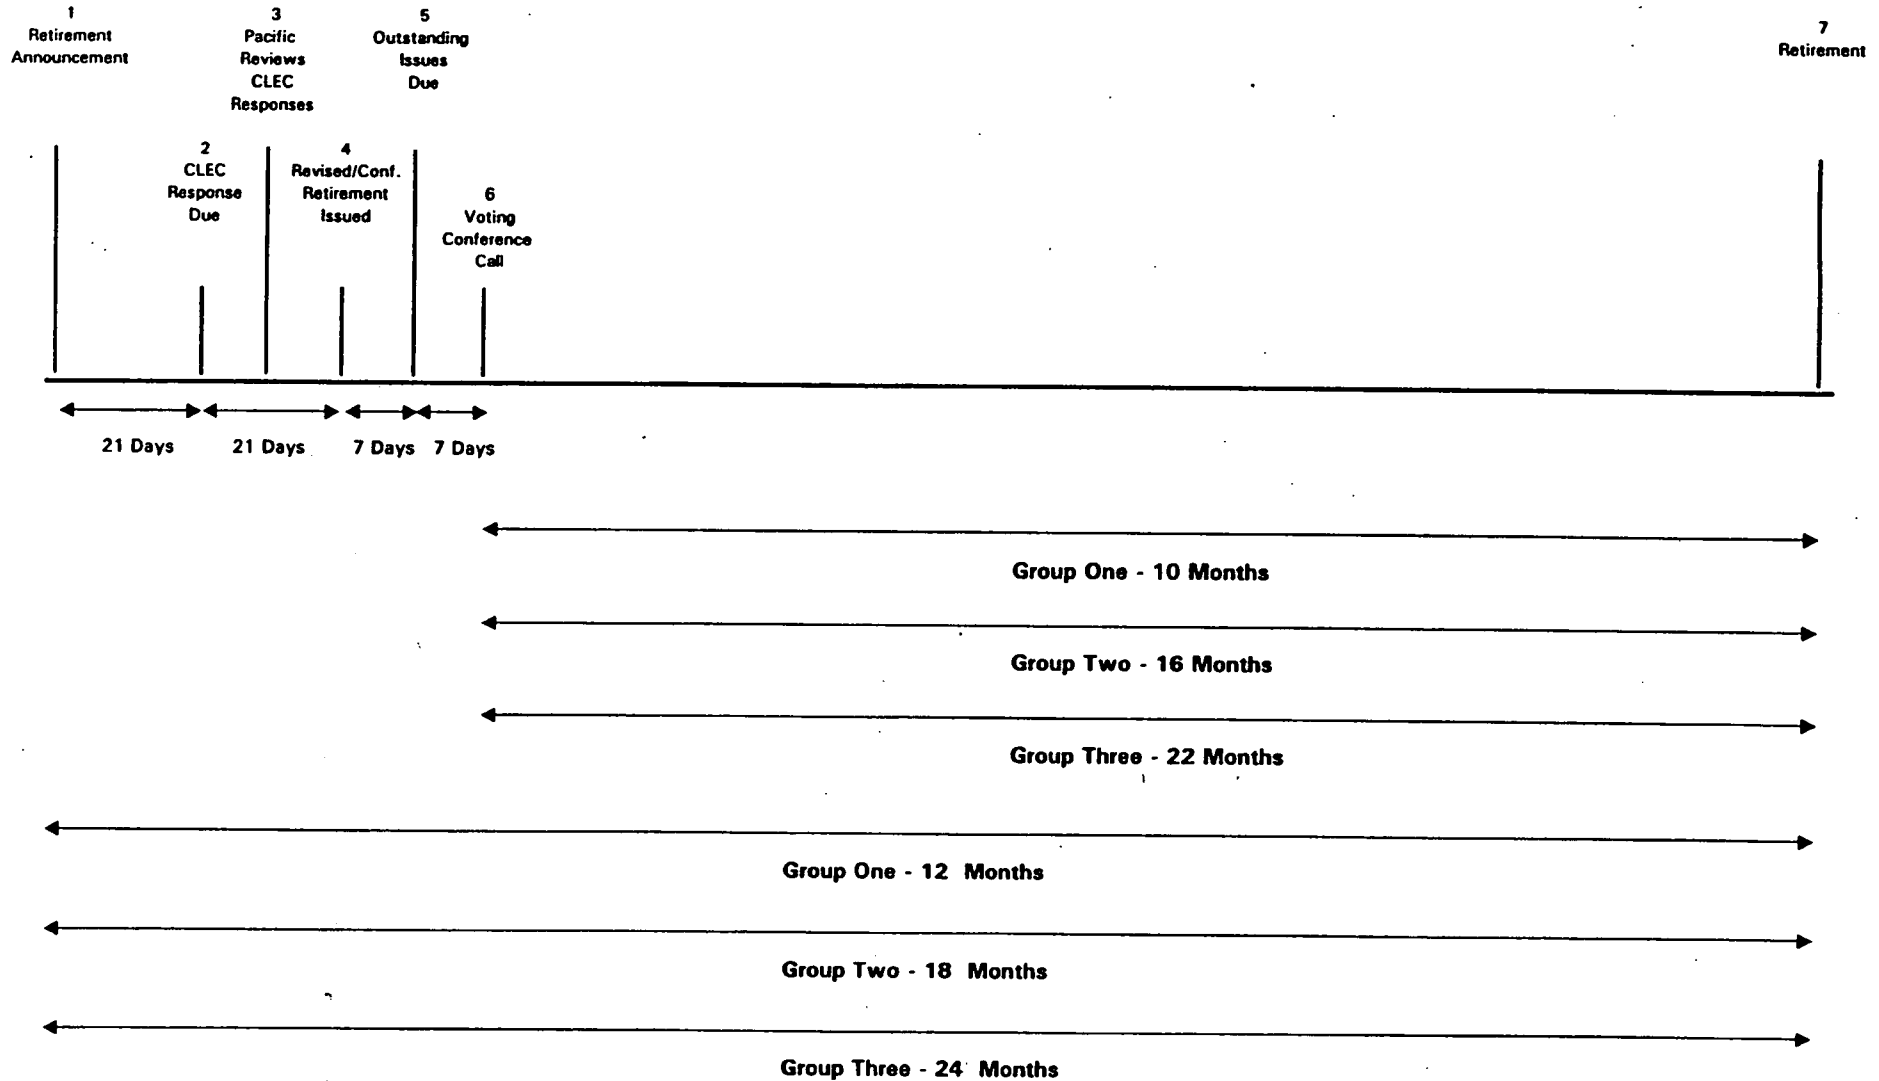 1
Retirement
Announcement
2
CLEC
Response
Due
3
Pacific
Reviews
CLEC
Responses
4
Revised/Conf.
Retirement
Issued
5
Outstanding
Issues
Due
6
Voting
Conference
Call
7
Retirement
21 Days
21 Days
7 Days
7 Days
Group One - 10 Months
Group Two - 16 Months
Group Three - 22 Months
Group One - 12 Months
Group Two - 18 Months
Group Three - 24 Months